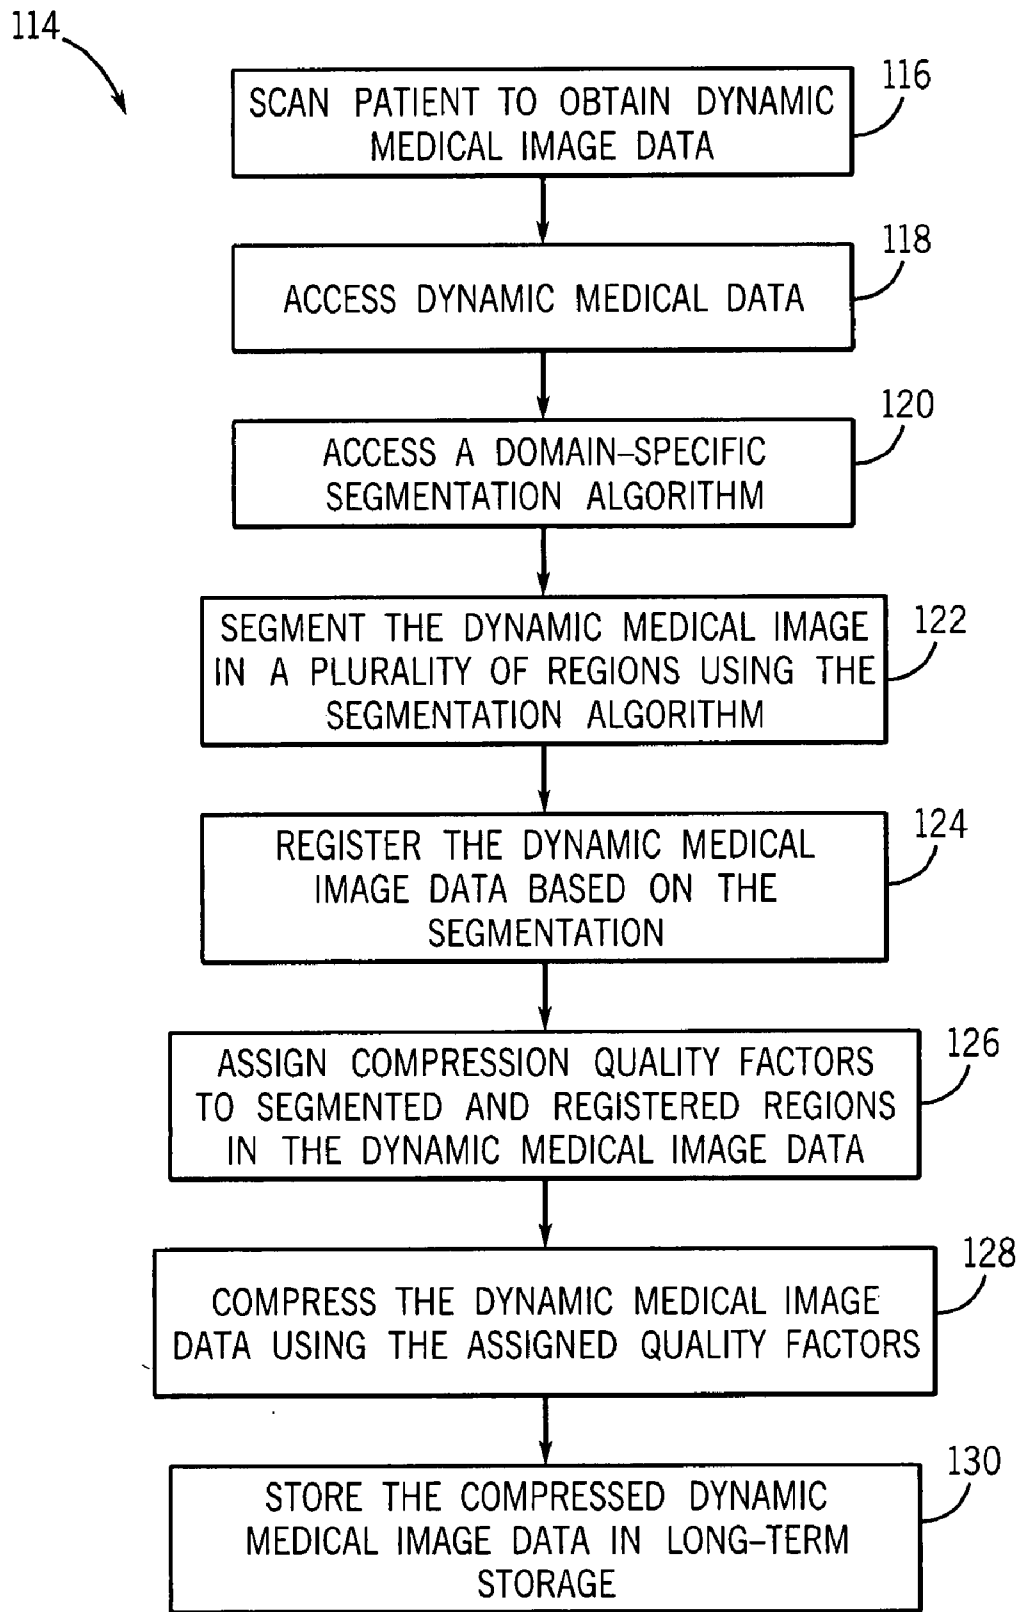 114
116
SCAN PATIENT TO OBTAIN DYNAMIC
MEDICAL IMAGE DATA
118
ACCESS DYNAMIC MEDICAL DATA
120
ACCESS A DOMAIN–SPECIFIC
SEGMENTATION ALGORITHM
122
SEGMENT THE DYNAMIC MEDICAL IMAGE
IN A PLURALITY OF REGIONS USING THE
SEGMENTATION ALGORITHM
124
REGISTER THE DYNAMIC MEDICAL
IMAGE DATA BASED ON THE
SEGMENTATION
126
ASSIGN COMPRESSION QUALITY FACTORS
TO SEGMENTED AND REGISTERED REGIONS
IN THE DYNAMIC MEDICAL IMAGE DATA
128
COMPRESS THE DYNAMIC MEDICAL IMAGE
DATA USING THE ASSIGNED QUALITY FACTORS
130
STORE THE COMPRESSED DYNAMIC
MEDICAL IMAGE DATA IN LONG–TERM
STORAGE